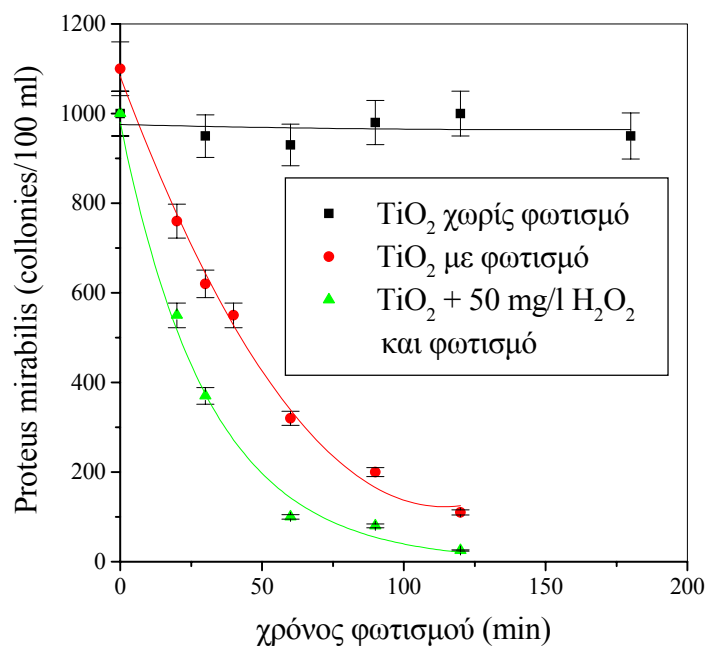 1200
1000
800
600
400
200
0
Proteus mirabilis (collonies/100 ml)
TiO₂ χωρίς φωτισμό
TiO₂ με φωτισμό
TiO₂ + 50 mg/l H₂O₂
και φωτισμό
0 50 100 150 200
χρόνος φωτισμού (min)